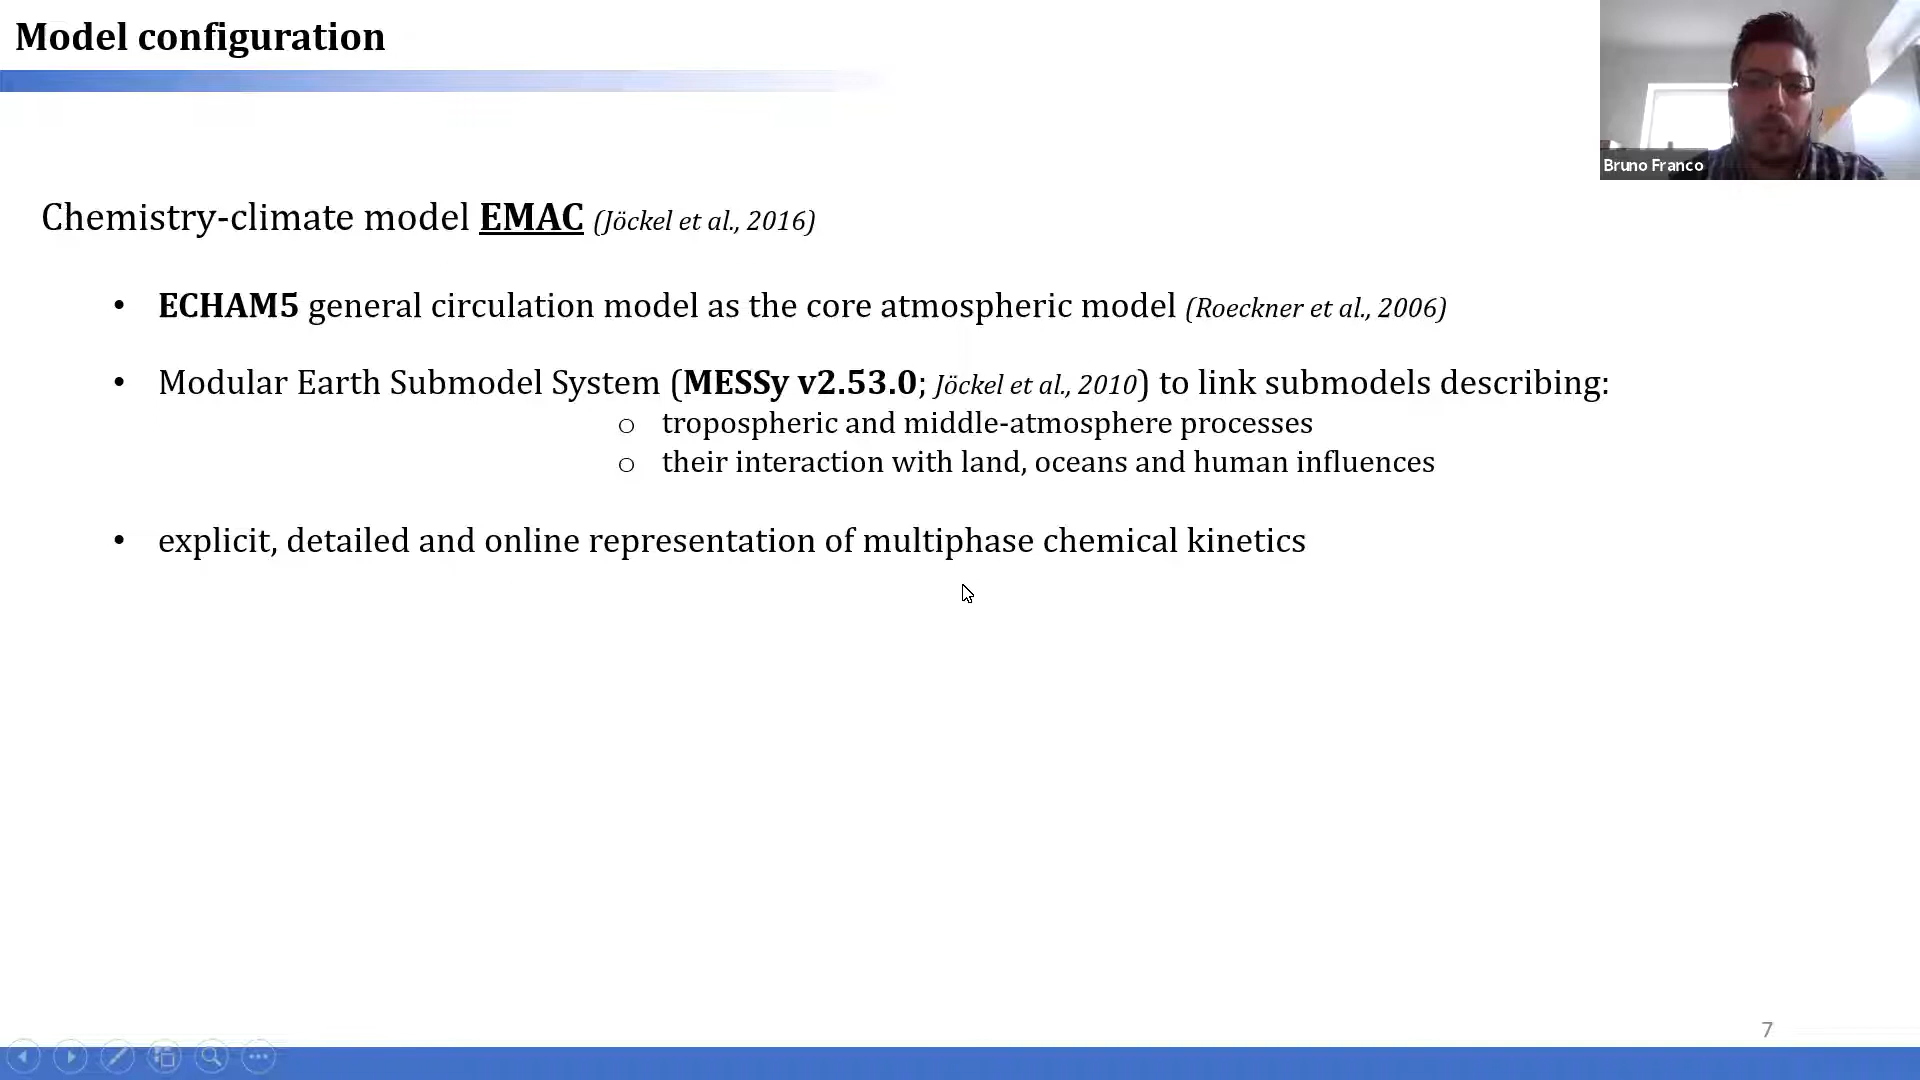 Model configuration
Bruno Franco
Chemistry-climate model EMAC (Jöckel et al., 2016)
• ECHAM5 general circulation model as the core atmospheric model (Roeckner et al., 2006)
• Modular Earth Submodel System (MESSy v2.53.0; Jöckel et al., 2010) to link submodels describing:
o tropospheric and middle-atmosphere processes
o their interaction with land, oceans and human influences
• explicit, detailed and online representation of multiphase chemical kinetics
7